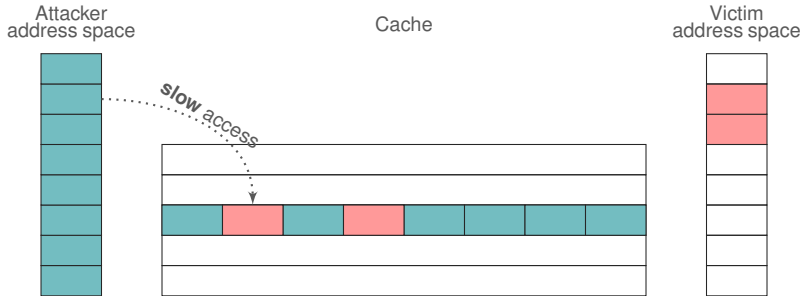 Attacker
address space
Cache
Victim
address space
slow access